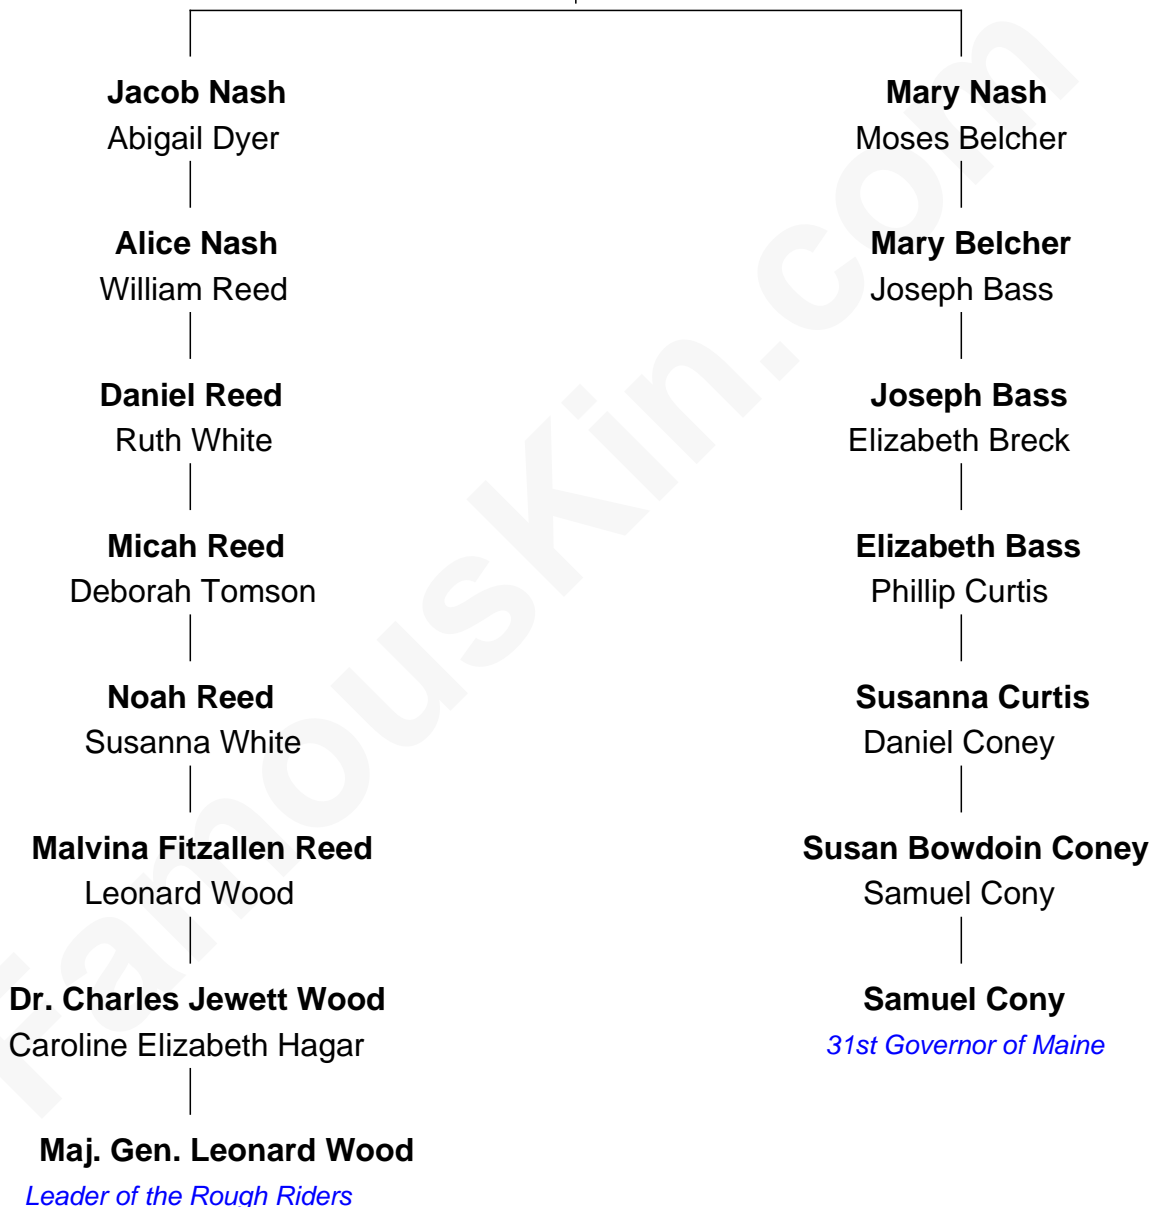 Jacob Nash
Abigail Dyer
Mary Nash
Moses Belcher
Alice Nash
William Reed
Mary Belcher
Joseph Bass
Daniel Reed
Ruth White
Joseph Bass
Elizabeth Breck
Micah Reed
Deborah Tomson
Elizabeth Bass
Phillip Curtis
Noah Reed
Susanna White
Susanna Curtis
Daniel Coney
Malvina Fitzallen Reed
Leonard Wood
Susan Bowdoin Coney
Samuel Cony
Dr. Charles Jewett Wood
Caroline Elizabeth Hagar
Samuel Cony
31st Governor of Maine
Maj. Gen. Leonard Wood
Leader of the Rough Riders
famouskin.com